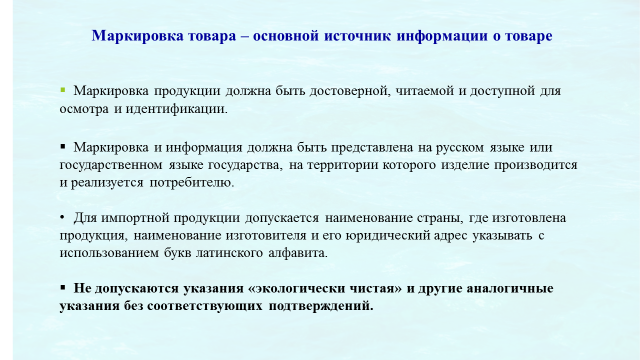 Маркировка товара – основной источник информации о товаре
▪ Маркировка продукции должна быть достоверной, читаемой и доступной для
осмотра и идентификации.
▪ Маркировка и информация должна быть представлена на русском языке или
государственном языке государства, на территории которого изделие производится
и реализуется потребителю.
• Для импортной продукции допускается наименование страны, где изготовлена
продукция, наименование изготовителя и его юридический адрес указывать с
использованием букв латинского алфавита.
▪ Не допускаются указания «экологически чистая» и другие аналогичные
указания без соответствующих подтверждений.